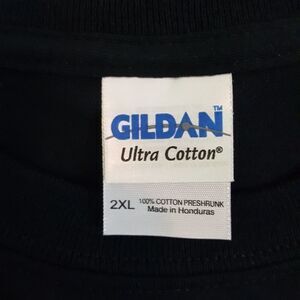 GILDAN™
Ultra Cotton®
2XL 100% COTTON PRESHRUNK
Made in Honduras